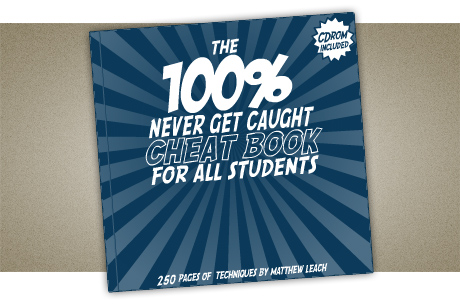 THE
CDROM
INCLUDED
100%
NEVER GET CAUGHT
CHEAT BOOK
FOR ALL STUDENTS
250 PAGES OF TECHNIQUES BY MATTHEW LEACH